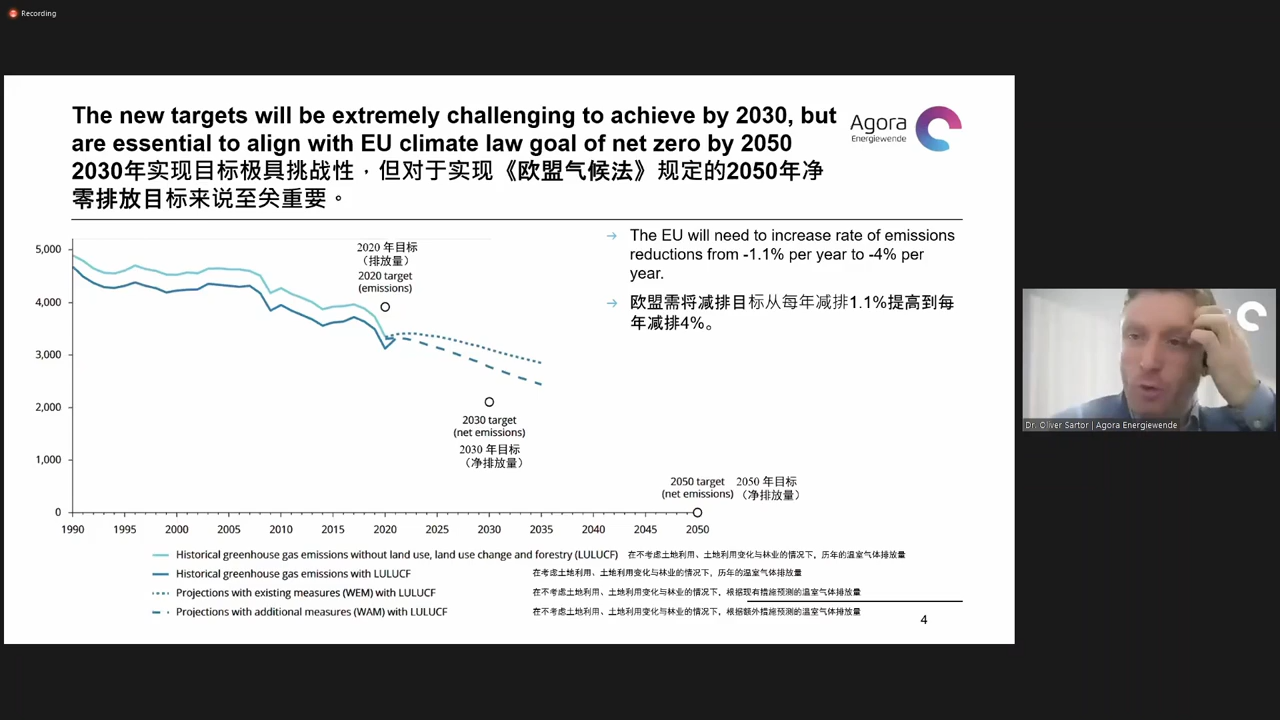 Recording
The new targets will be extremely challenging to achieve by 2030, but
are essential to align with EU climate law goal of net zero by 2050
2030年实现目标极具挑战性，但对于实现《欧盟气候法》规定的2050年净
零排放目标来说至关重要。
Agora
Energiewende
5,000
4,000
3,000
2,000
1,000
0
1990 1995 2000 2005 2010 2015 2020 2025 2030 2035 2040 2045 2050
2020 年目标
（排放量）
2020 target
(emissions)
2030 target
(net emissions)
2030 年目标
（净排放量）
2050 target
(net emissions)
2050 年目标
（净排放量）
The EU will need to increase rate of emissions
reductions from -1.1% per year to -4% per
year.
欧盟需将减排目标从每年减排1.1%提高到每
年减排4%。
Historical greenhouse gas emissions without land use, land use change and forestry (LULUCF) 在不考虑土地利用、土地利用变化与林业的情况下，历年的温室气体排放量
Historical greenhouse gas emissions with LULUCF 在考虑土地利用、土地利用变化与林业的情况下，历年的温室气体排放量
Projections with existing measures (WEM) with LULUCF 在不考虑土地利用、土地利用变化与林业的情况下，根据现有措施预测的温室气体排放量
Projections with additional measures (WAM) with LULUCF 在不考虑土地利用、土地利用变化与林业的情况下，根据额外措施预测的温室气体排放量
4
Dr. Oliver Sartor | Agora Energiewende